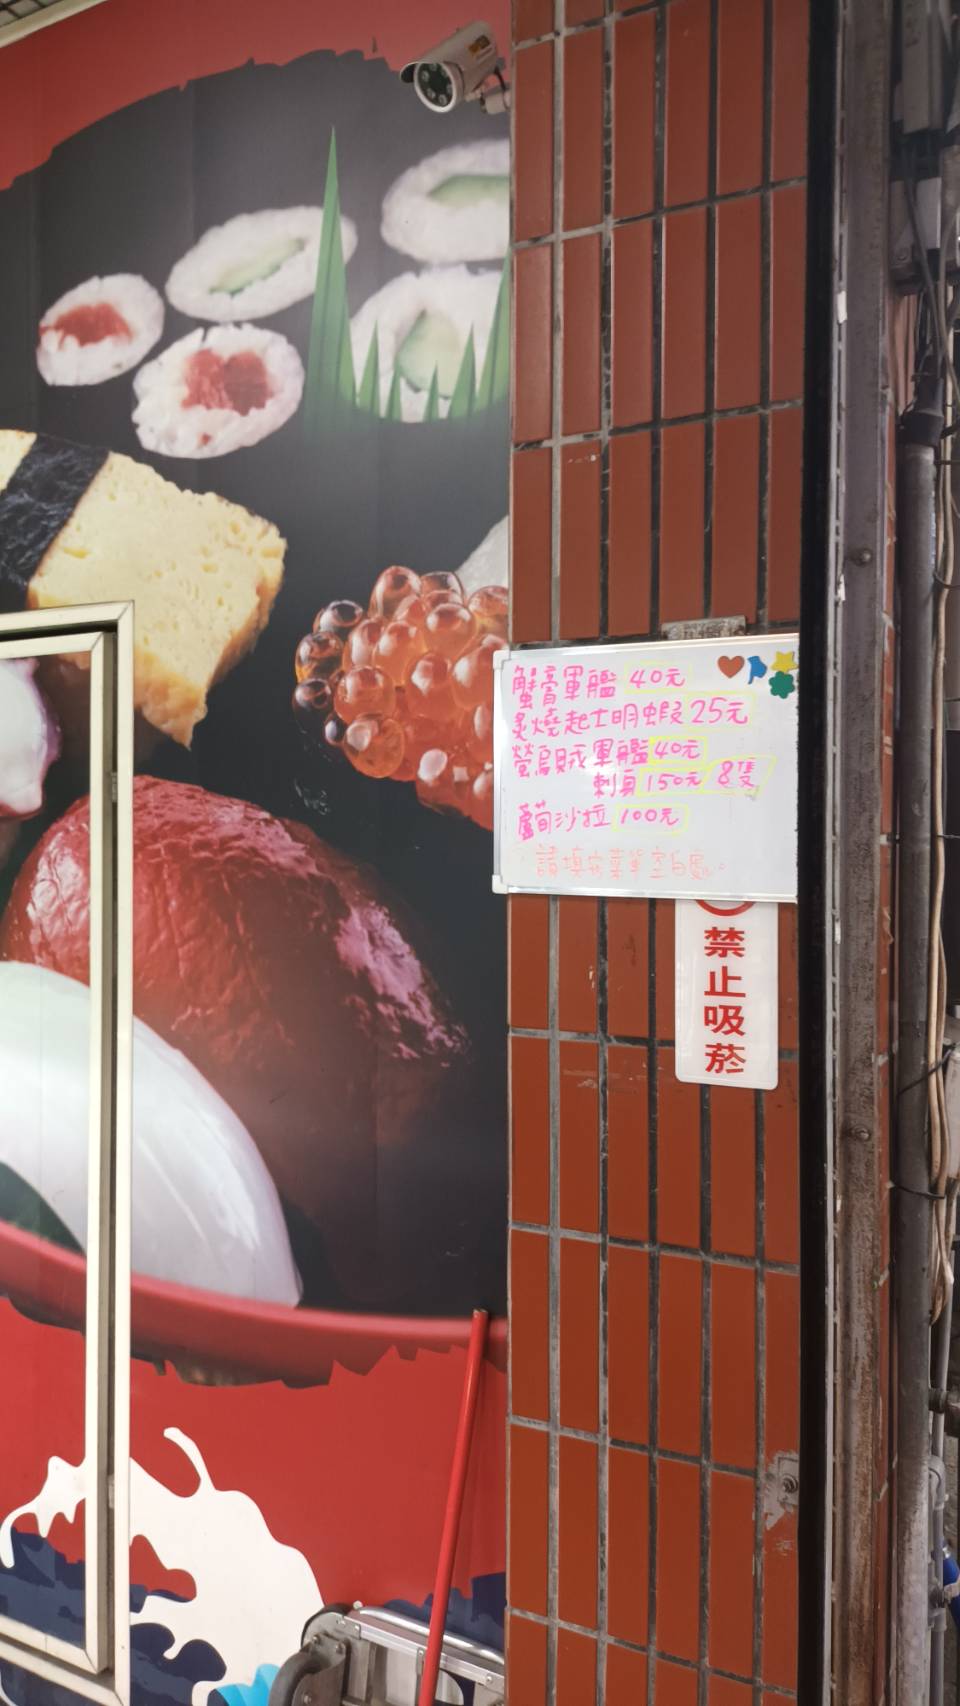 蟹膏軍艦 40元
炙燒起士明蝦 25元
螢烏賊軍艦 40元
刺身 150元 8隻
蘆筍沙拉 100元
請填寫菜單空白處
禁止吸菸